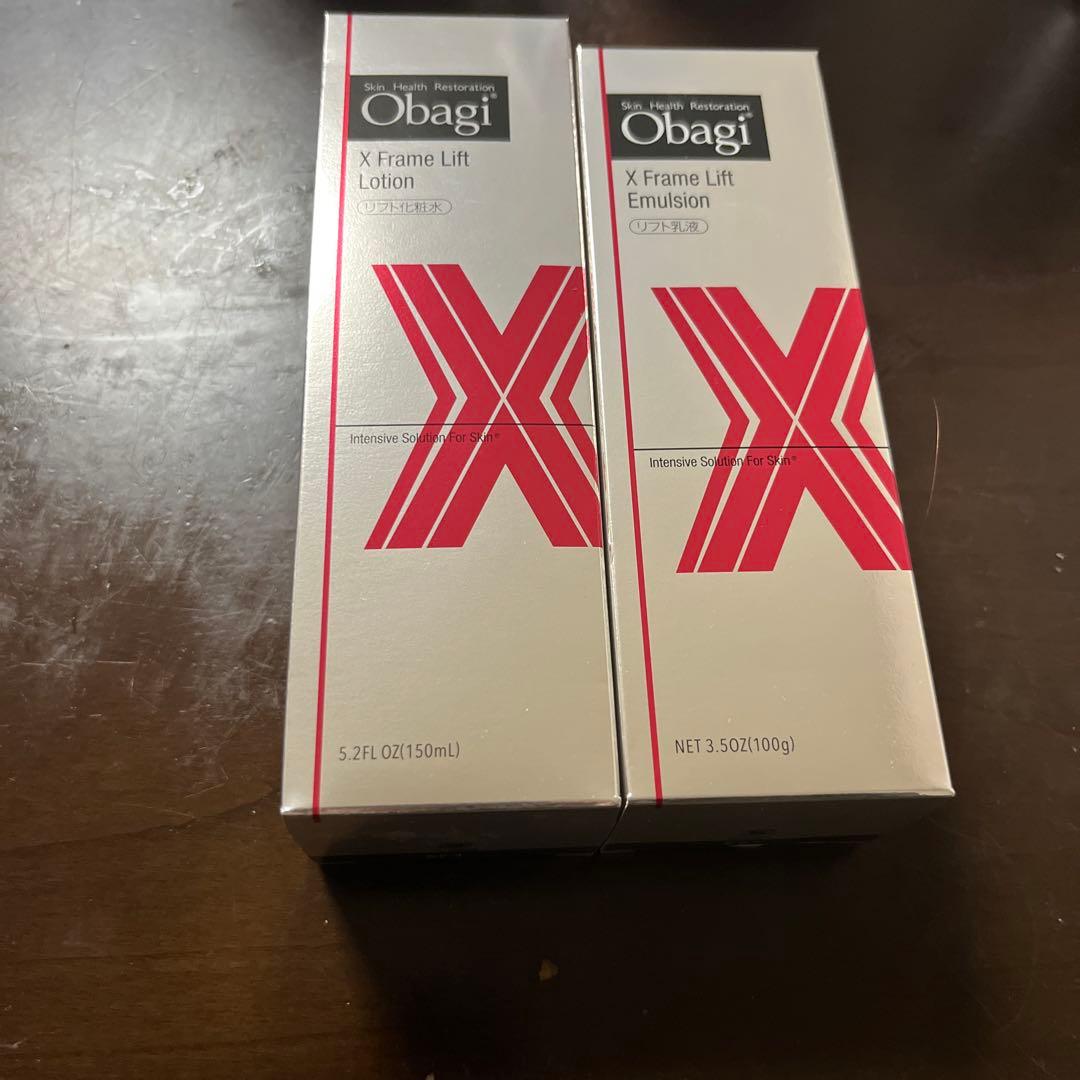 Skin Health Restoration
Obagi®
X Frame Lift
Lotion
リフト化粧水
X
Intensive Solution For Skin®
5.2FL OZ(150mL)
Skin Health Restoration
Obagi®
X Frame Lift
Emulsion
リフト乳液
X
Intensive Solution For Skin®
NET 3.5OZ(100g)